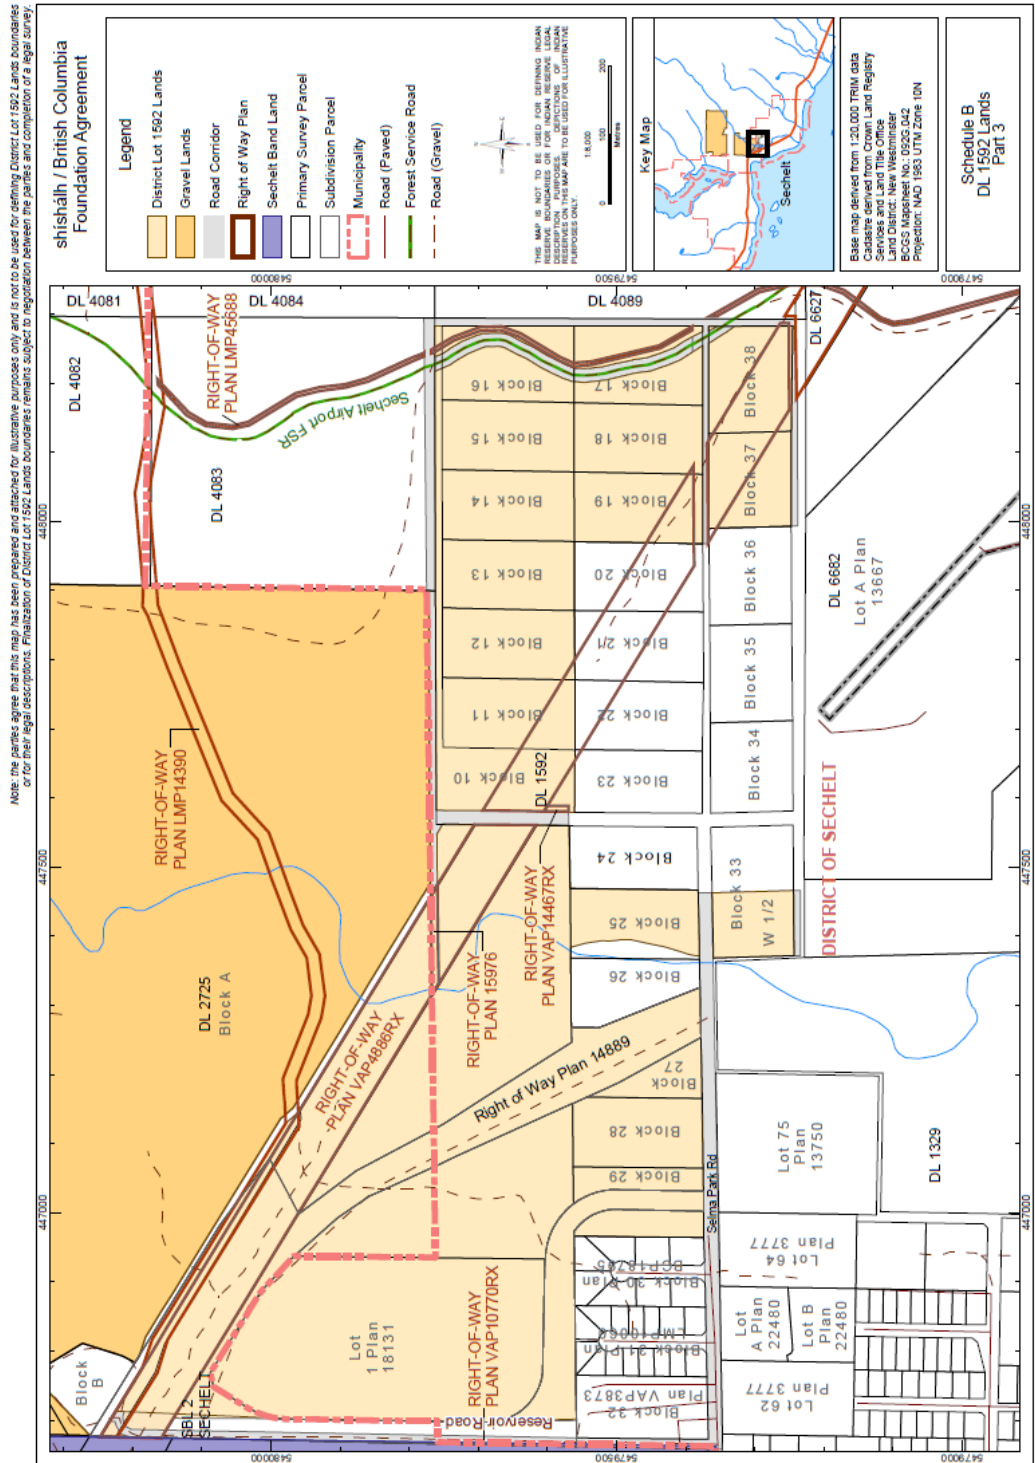 Note: the parties agree that this map has been prepared and attached for illustrative purposes only and is not to be used for defining District Lot 1592 Lands boundaries
or for their legal descriptions. Finalization of District Lot 1592 Lands boundaries remains subject to negotiation between the parties and completion of a legal survey.
shíshálh / British Columbia
Foundation Agreement
Legend
District Lot 1592 Lands
Gravel Lands
Road Corridor
Right of Way Plan
Sechelt Band Land
Primary Survey Parcel
Subdivision Parcel
Municipality
Road (Paved)
Forest Service Road
Road (Gravel)
THIS MAP IS NOT TO BE USED FOR DEFINING INDIAN
RESERVE BOUNDARIES OR FOR INDIAN RESERVE LEGAL
DESCRIPTION PURPOSES. DEPICTIONS OF INDIAN
RESERVES ON THIS MAP ARE TO BE USED FOR ILLUSTRATIVE
PURPOSES ONLY.
1:8,000
0 100 200
Metres
Key Map
Sechelt
Base map derived from 1:20,000 TRIM data
Cadastre derived from Crown Land Registry
Services and Land Title Office
Land District: New Westminster
BCGS Mapsheet No.: 092G.042
Projection: NAD 1983 UTM Zone 10N
Schedule B
DL 1592 Lands
Part 3
447000
447500
448000
5480000
5479500
5479000
447000
447500
448000
5480000
5479500
5479000
DL 4081
DL 4082
DL 4084
DL 4089
DL 6627
DL 4083
RIGHT-OF-WAY
PLAN LMP45688
Sechelt Airport FSR
RIGHT-OF-WAY
PLAN LMP14390
DL 2725
Block A
Block
B
SBL 2
SECHELT
RIGHT-OF-WAY
PLAN VAP4886RX
RIGHT-OF-WAY
PLAN 15976
RIGHT-OF-WAY
PLAN VAP14467RX
RIGHT-OF-WAY
PLAN VAP10770RX
Right of Way Plan 14889
Lot
1 Plan
18131
Reservoir Road
Selma Park Rd
DL 1592
Block 10
Block 11
Block 12
Block 13
Block 14
Block 15
Block 16
Block 17
Block 18
Block 19
Block 20
Block 21
Block 22
Block 23
Block 24
Block 25
Block 26
Block
27
Block 28
Block 29
Block 30 Plan
BCP18765
Block 31 Plan
Block 32
Plan VAP3873
Block 33
W 1/2
Block 34
Block 35
Block 36
Block 37
Block 38
DISTRICT OF SECHELT
DL 6682
Lot A Plan
13667
Lot 75
Plan
13750
DL 1329
Lot 64
Plan 3777
Lot
A Plan
22480
Lot B
Plan
22480
Lot 62
Plan 3777